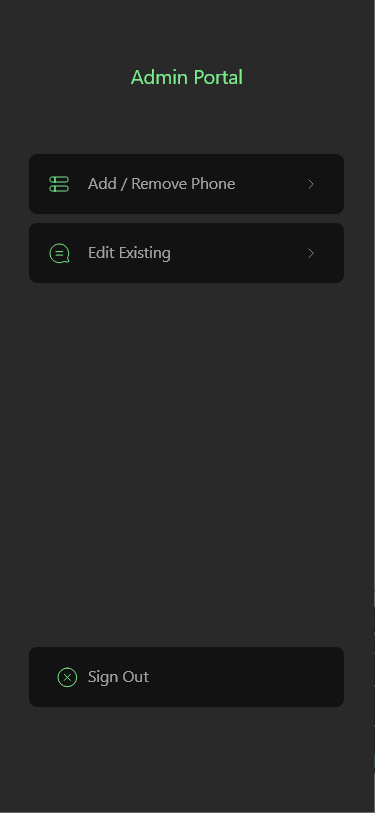 Admin Portal
Add / Remove Phone
Edit Existing
Sign Out